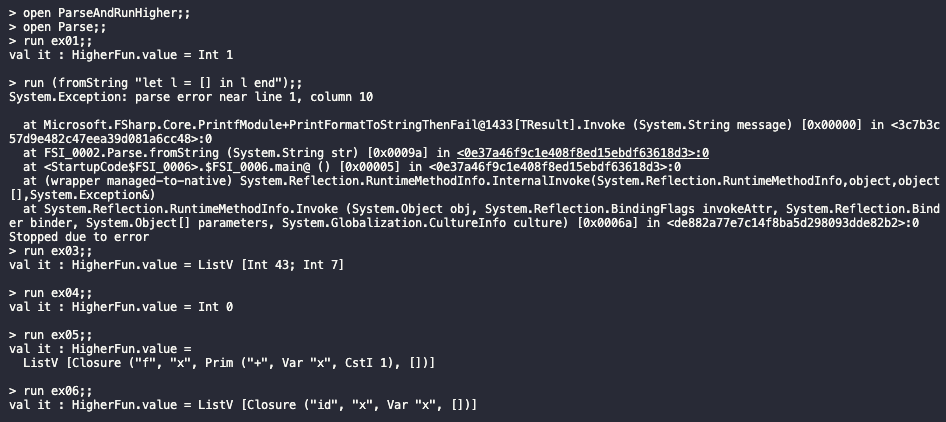 > open ParseAndRunHigher;;
> open Parse;;
> run ex01;;
val it : HigherFun.value = Int 1
> run (fromString "let l = [] in l end");;
System.Exception: parse error near line 1, column 10
  at Microsoft.FSharp.Core.PrintfModule+PrintFormatToStringThenFail@1433[TResult].Invoke (System.String message) [0x00000] in <3c7b3c
57d9e482c47eea39d081a6cc48>:0
  at FSI_0002.Parse.fromString (System.String str) [0x0009a] in <0e37a46f9c1e408f8ed15ebdf63618d3>:0
  at <StartupCode$FSI_0006>.$FSI_0006.main@ () [0x00005] in <0e37a46f9c1e408f8ed15ebdf63618d3>:0
  at (wrapper managed-to-native) System.Reflection.RuntimeMethodInfo.InternalInvoke(System.Reflection.RuntimeMethodInfo,object,object
[],System.Exception&)
  at System.Reflection.RuntimeMethodInfo.Invoke (System.Object obj, System.Reflection.BindingFlags invokeAttr, System.Reflection.Bind
er binder, System.Object[] parameters, System.Globalization.CultureInfo culture) [0x0006a] in <de882a77e7c14f8ba5d298093dde82b2>:0
Stopped due to error
> run ex03;;
val it : HigherFun.value = ListV [Int 43; Int 7]
> run ex04;;
val it : HigherFun.value = Int 0
> run ex05;;
val it : HigherFun.value =
  ListV [Closure ("f", "x", Prim ("+", Var "x", CstI 1), [])]
> run ex06;;
val it : HigherFun.value = ListV [Closure ("id", "x", Var "x", [])]